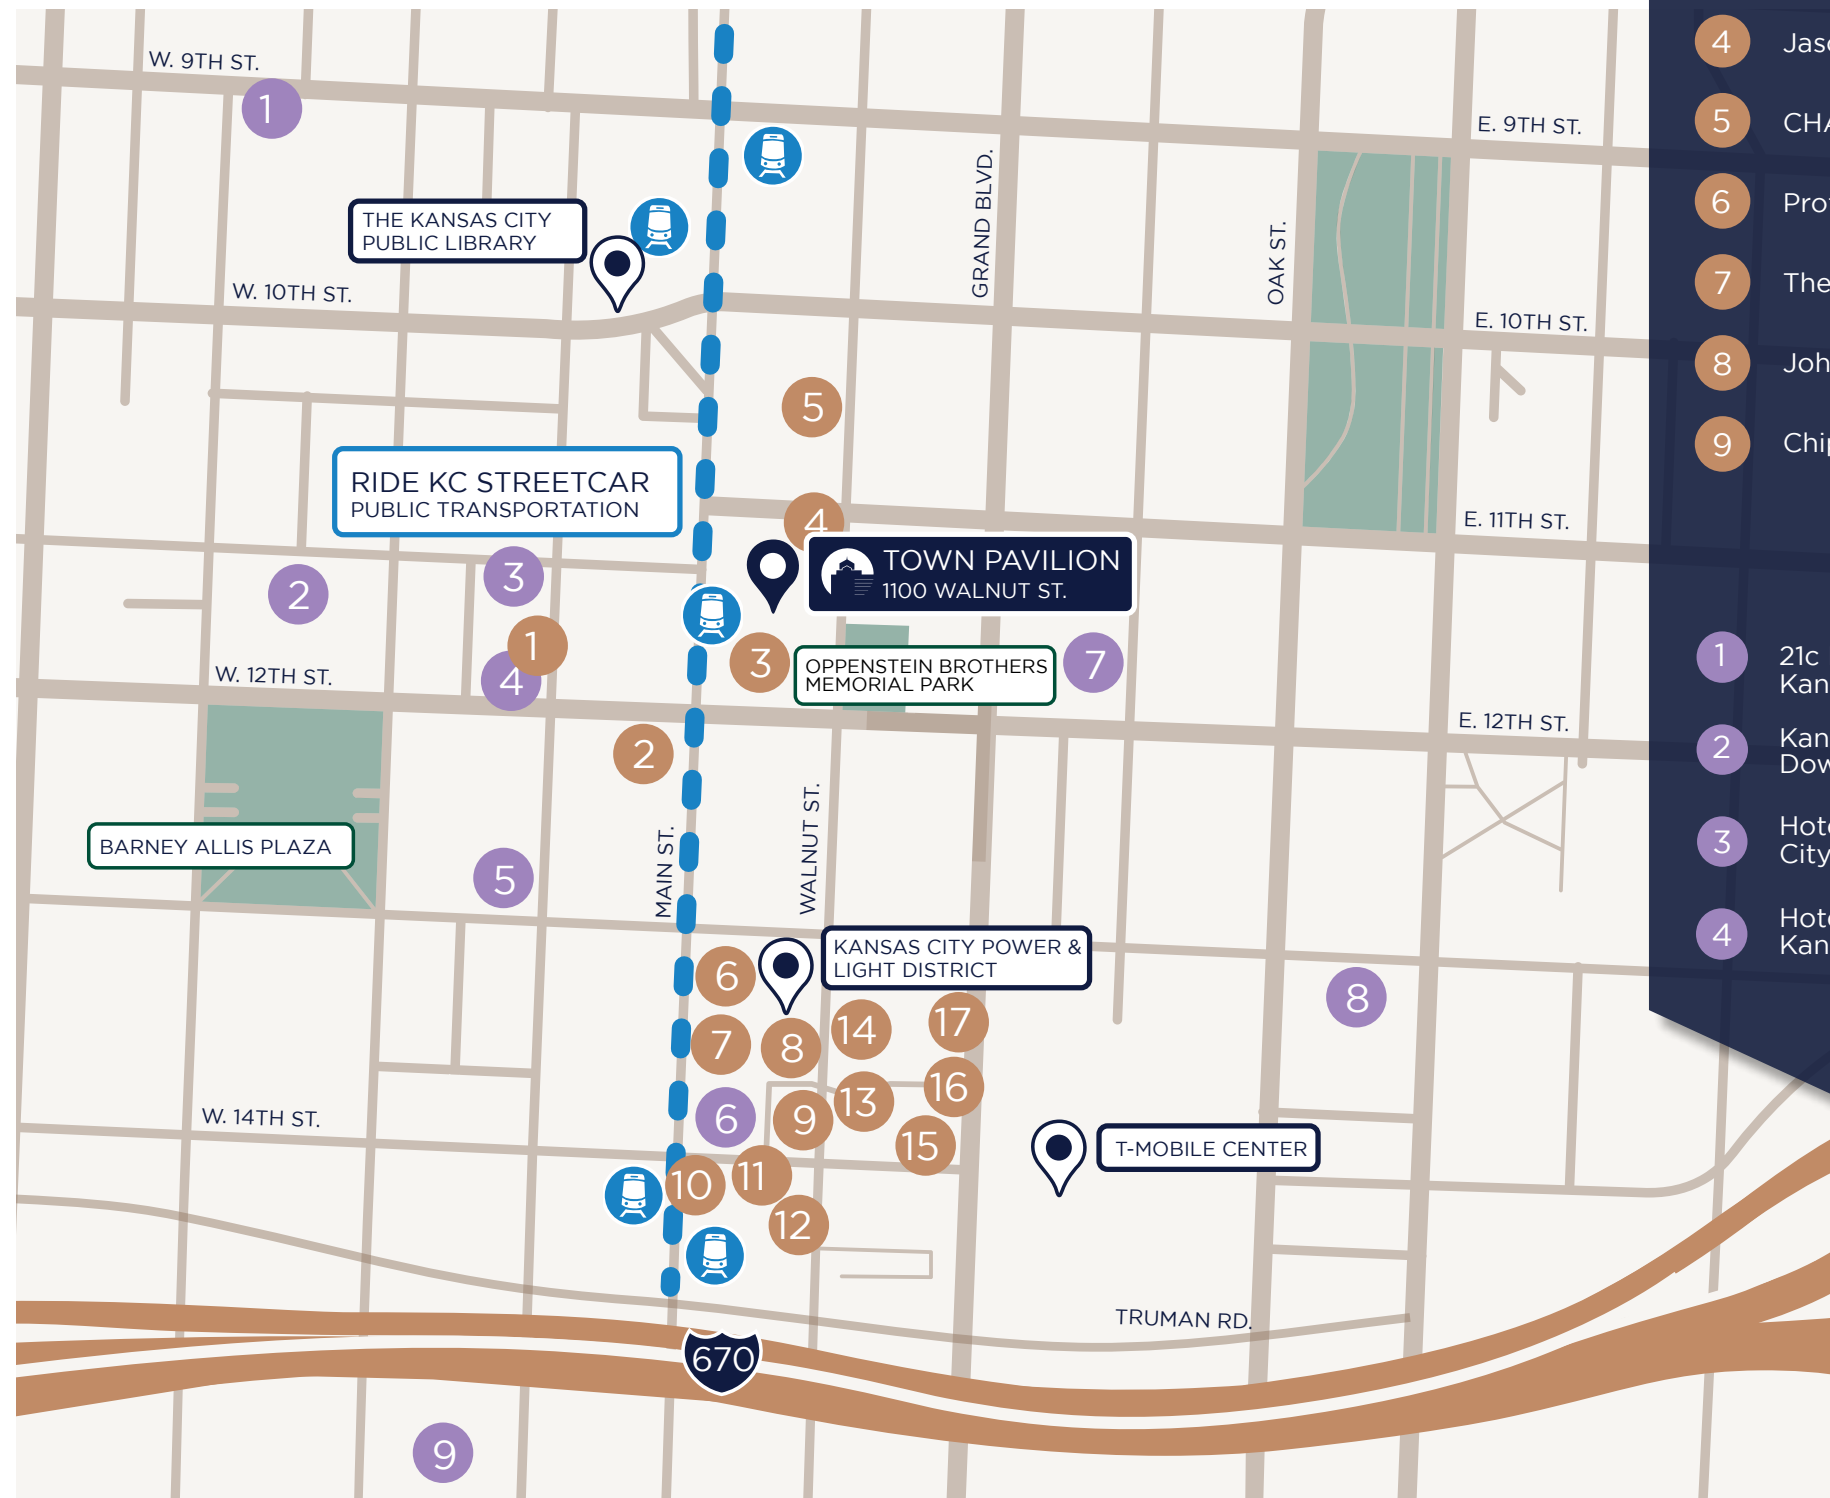 W. 9TH ST.
1
E. 9TH ST.
THE KANSAS CITY
PUBLIC LIBRARY
GRAND BLVD.
OAK ST.
W. 10TH ST.
E. 10TH ST.
5
RIDE KC STREETCAR
PUBLIC TRANSPORTATION
4
E. 11TH ST.
TOWN PAVILION
1100 WALNUT ST.
3
2
1
4
3
OPPENSTEIN BROTHERS
MEMORIAL PARK
7
W. 12TH ST.
E. 12TH ST.
2
MAIN ST.
WALNUT ST.
BARNEY ALLIS PLAZA
5
KANSAS CITY POWER &
LIGHT DISTRICT
6
8
7
8
14
17
6
9
13
16
15
W. 14TH ST.
T-MOBILE CENTER
10
11
12
TRUMAN RD.
670
9
4
5
6
7 The
8
9
1 21c
2
3
City
4